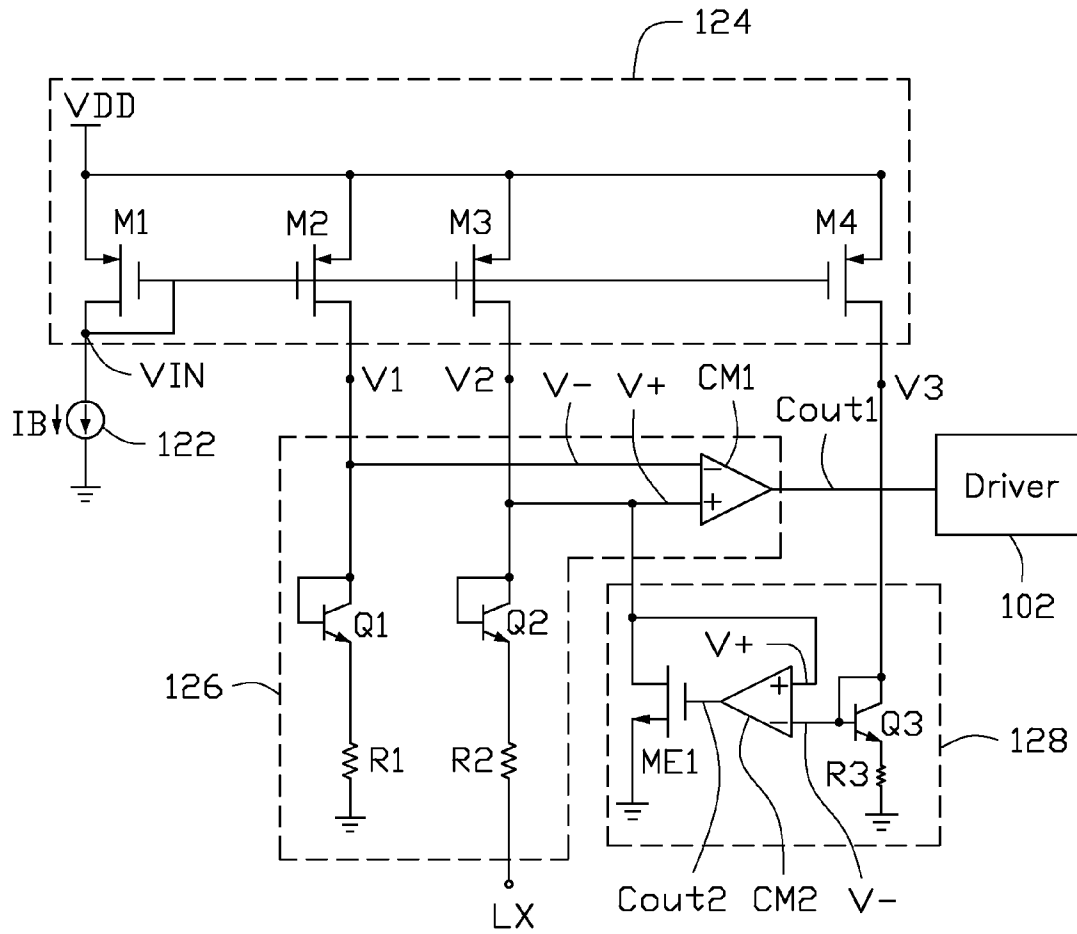 124
VDD
M1
M2
M3
M4
VIN
V1
V2
V-
V+
CM1
Cout1
V3
IB
122
-
+
Driver
102
Q1
Q2
126
V+
+
-
Q3
128
R1
R2
ME1
R3
Cout2
CM2
V-
LX